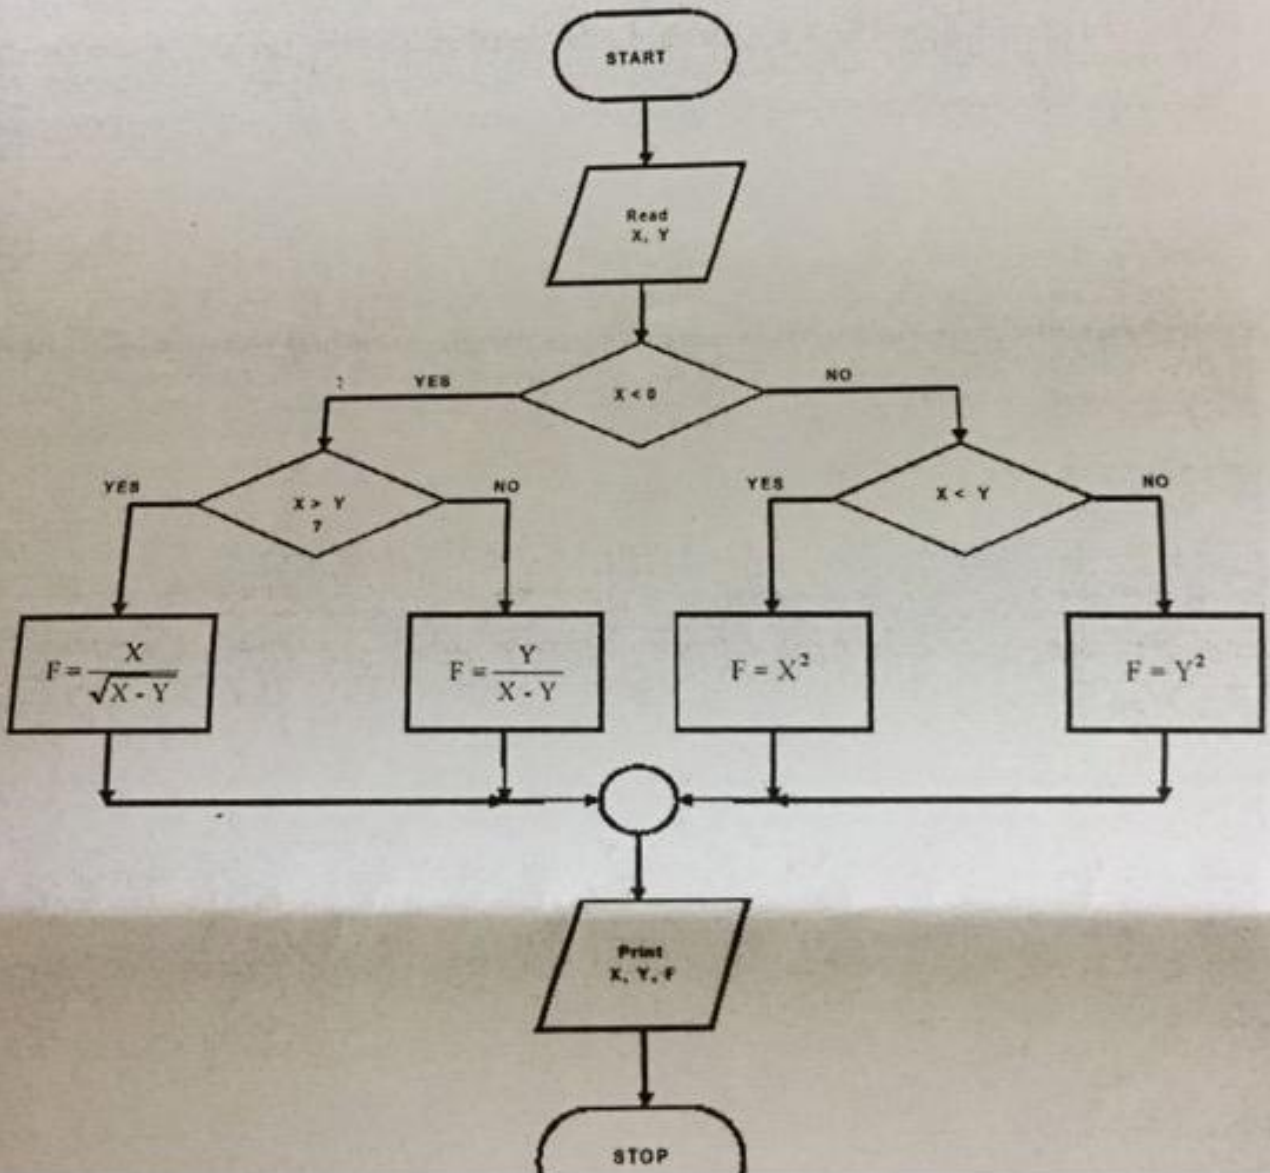 START
Read
X, Y
X < 0
YES
NO
X > Y
?
YES
NO
X < Y
YES
NO
F = X / √X - Y
F = Y / X - Y
F = X²
F = Y²
Print
X, Y, F
STOP